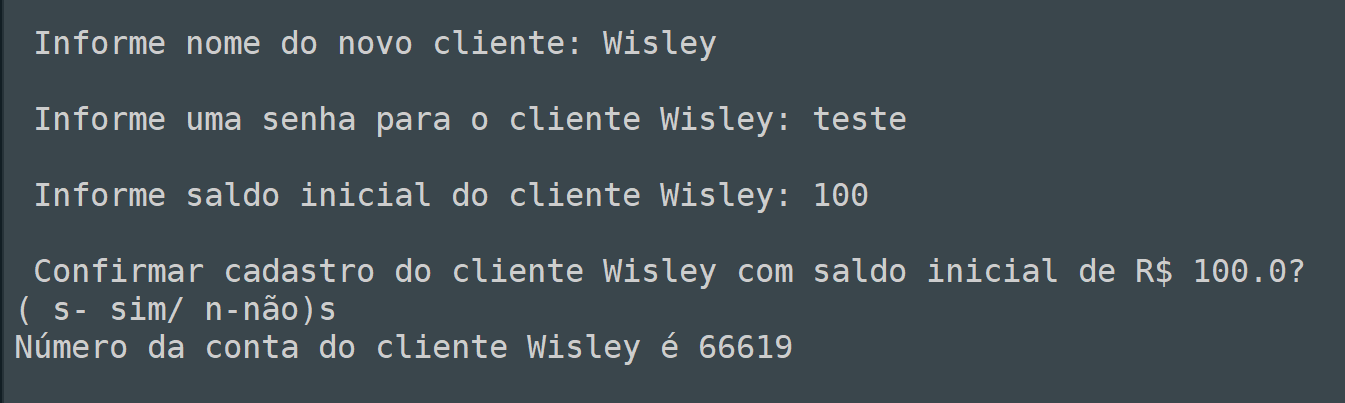 Informe nome do novo cliente: Wisley
Informe uma senha para o cliente Wisley: teste
Informe saldo inicial do cliente Wisley: 100
Confirmar cadastro do cliente Wisley com saldo inicial de R$ 100.0?
( s- sim/ n-não)s
Número da conta do cliente Wisley é 66619